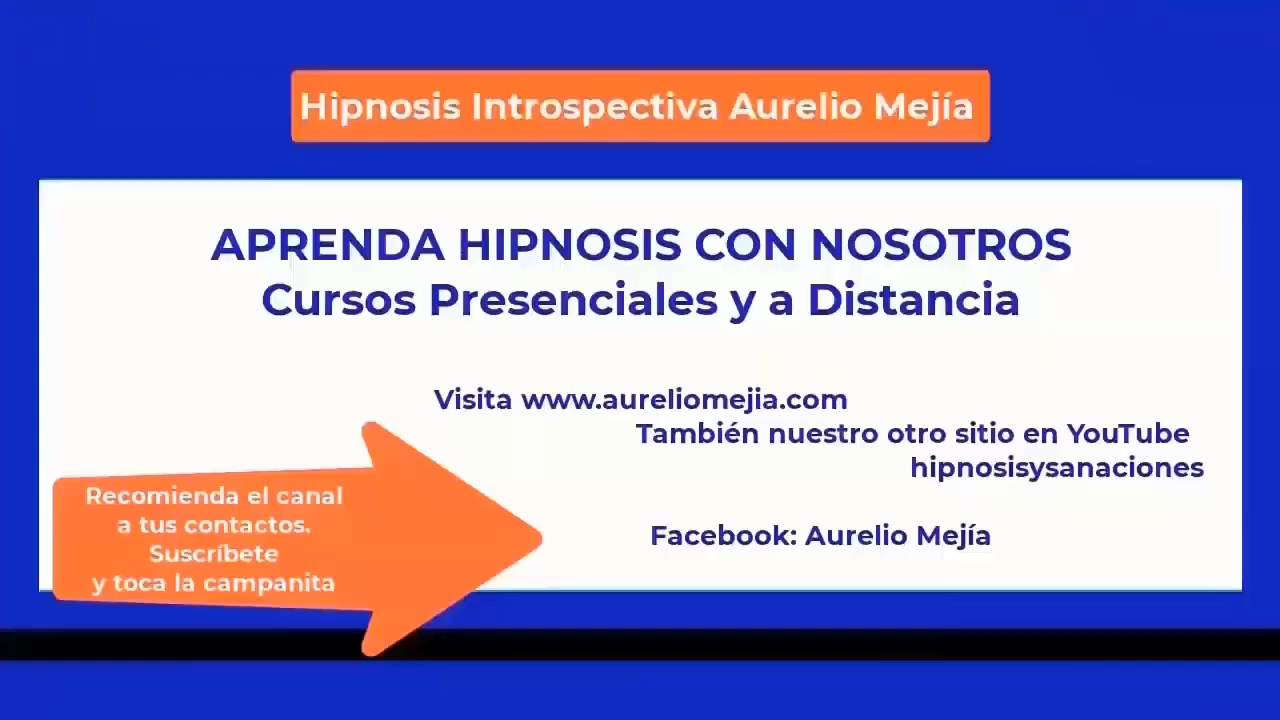 Hipnosis Introspectiva Aurelio Mejía
APRENDA HIPNOSIS CON NOSOTROS
Cursos Presenciales y a Distancia
Visita www.aureliomejia.com
También nuestro otro sitio en YouTube
hipnosisysanaciones
Facebook: Aurelio Mejía
Recomienda el canal
a tus contactos.
Suscríbete
y toca la campanita